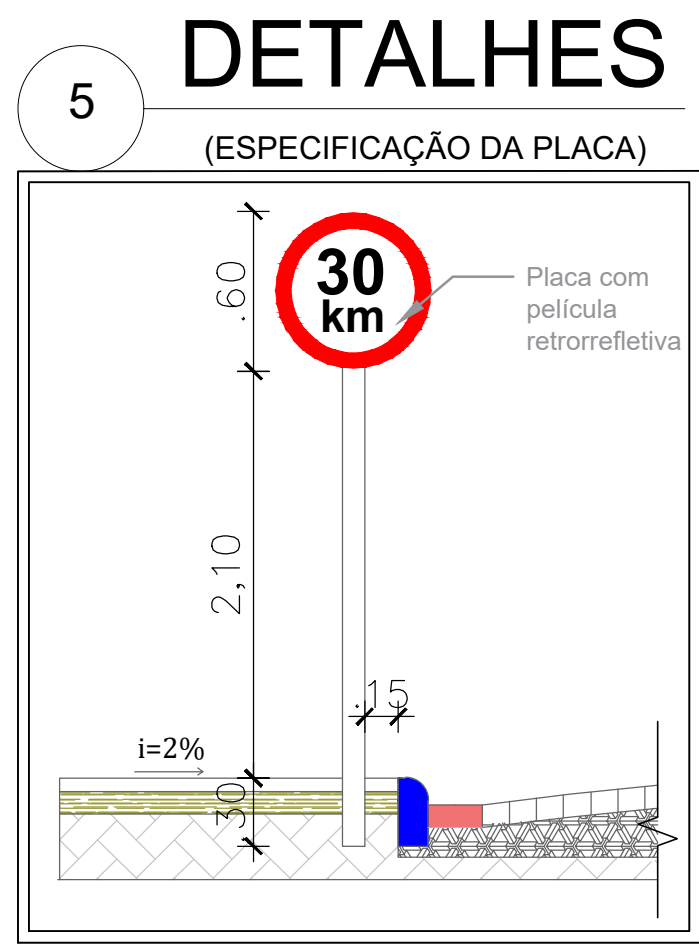 5
DETALHES
(ESPECIFICAÇÃO DA PLACA)
.60
30
km
Placa com
película
retrorrefletiva
2,10
.15
i=2%
.30